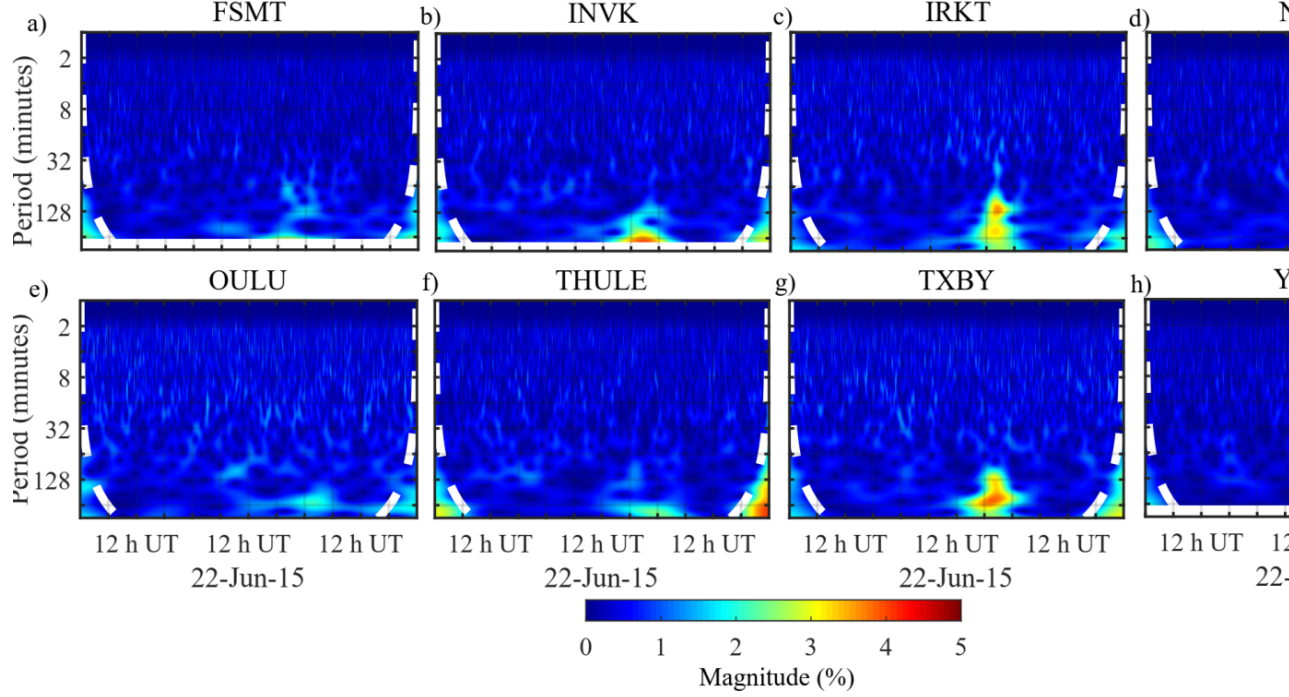 a) FSMT b) INVK c) IRKT d) N
Period (minutes)
2
8
32
128
e) OULU f) THULE g) TXBY h) Y
Period (minutes)
2
8
32
128
12 h UT 12 h UT 12 h UT 12 h UT 12 h UT 12 h UT 12 h UT 12 h UT 12 h UT 12 h UT 12
22-Jun-15 22-Jun-15 22-Jun-15 22-
0 1 2 3 4 5
Magnitude (%)